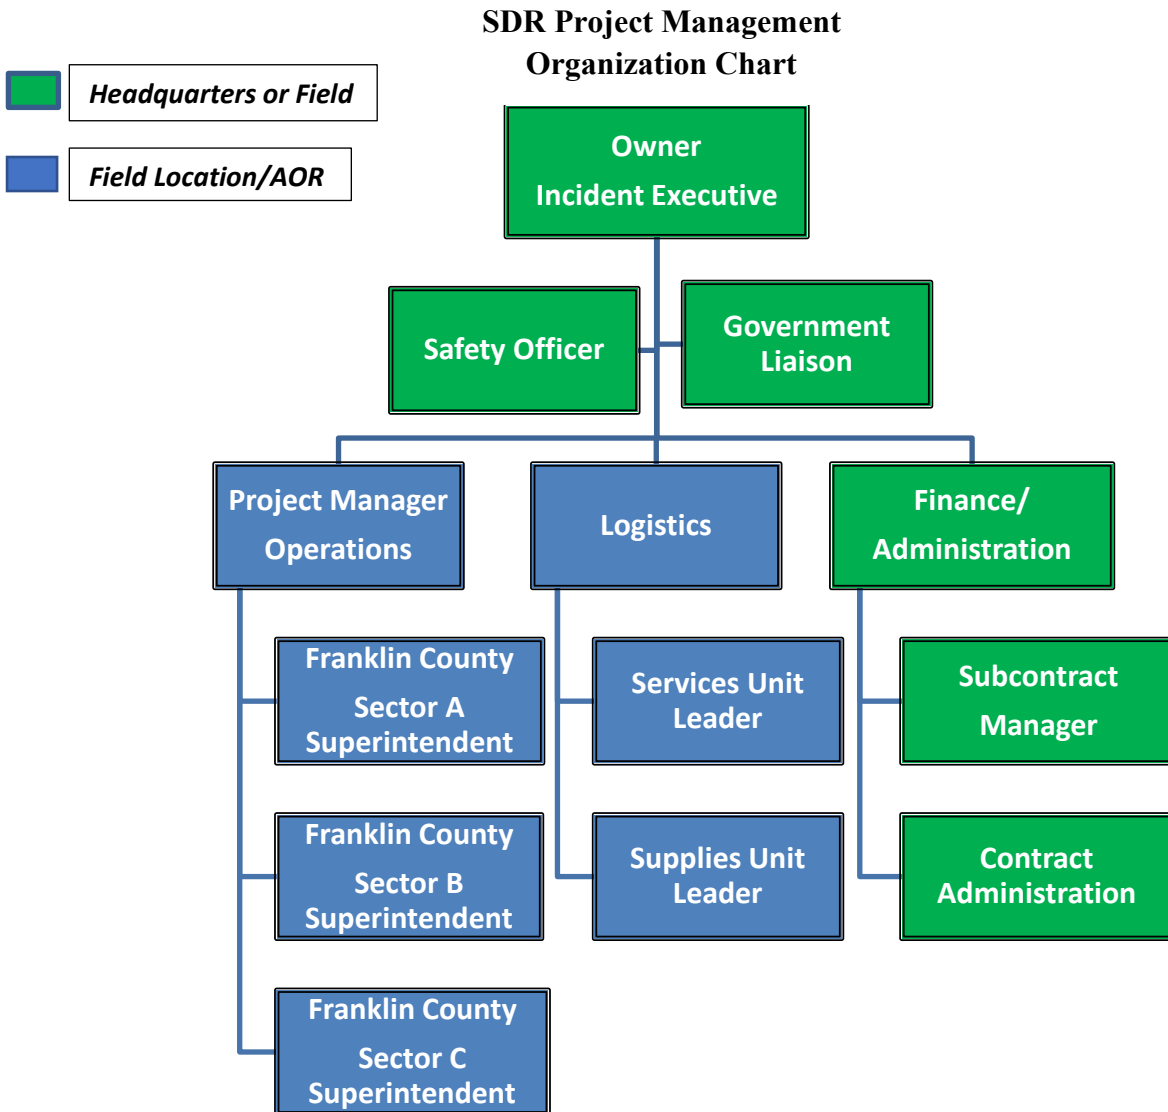 SDR Project Management
Organization Chart
Headquarters or Field
Field Location/AOR
Owner
Incident Executive
Safety Officer
Government
Liaison
Project Manager
Operations
Logistics
Finance/
Administration
Franklin County
Sector A
Superintendent
Services Unit
Leader
Subcontract
Manager
Franklin County
Sector B
Superintendent
Supplies Unit
Leader
Contract
Administration
Franklin County
Sector C
Superintendent